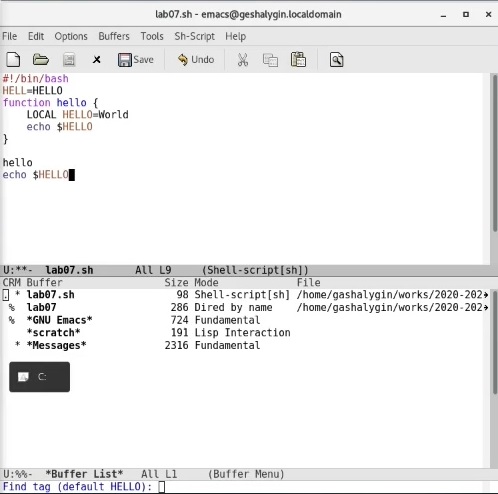 lab07.sh - emacs@geshalygin.localdomain
File Edit Options Buffers Tools Sh-Script Help
Save Undo
#!/bin/bash
HELL=HELLO
function hello {
LOCAL HELLO=World
echo $HELLO
}
hello
echo $HELLO
U:**- lab07.sh All L9 (Shell-script[sh])
CRM Buffer Size Mode File
. * lab07.sh 98 Shell-script[sh] /home/gashalygin/works/2020-202
% lab07 286 Dired by name /home/gashalygin/works/2020-202
% *GNU Emacs* 724 Fundamental
*scratch* 191 Lisp Interaction
* *Messages* 2316 Fundamental
C:
U:%%- *Buffer List* All L1 (Buffer Menu)
Find tag (default HELLO):